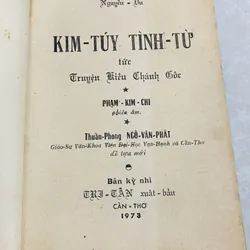 Nguyễn - Du
KIM-TÚY TÌNH-TỪ
tức
Truyện Kiều Chánh Gốc
PHẠM-KIM-CHI
phiên âm.
Thuần-Phong NGÔ-VĂN-PHÁT
Giáo-Sư Văn-Khoa Viện Đại-Học Vạn-Hạnh và Cần-Thơ
đề tựa mới
Bản kỳ nhì
TRI-TÂN xuất-bản
CẦN-THƠ
1973